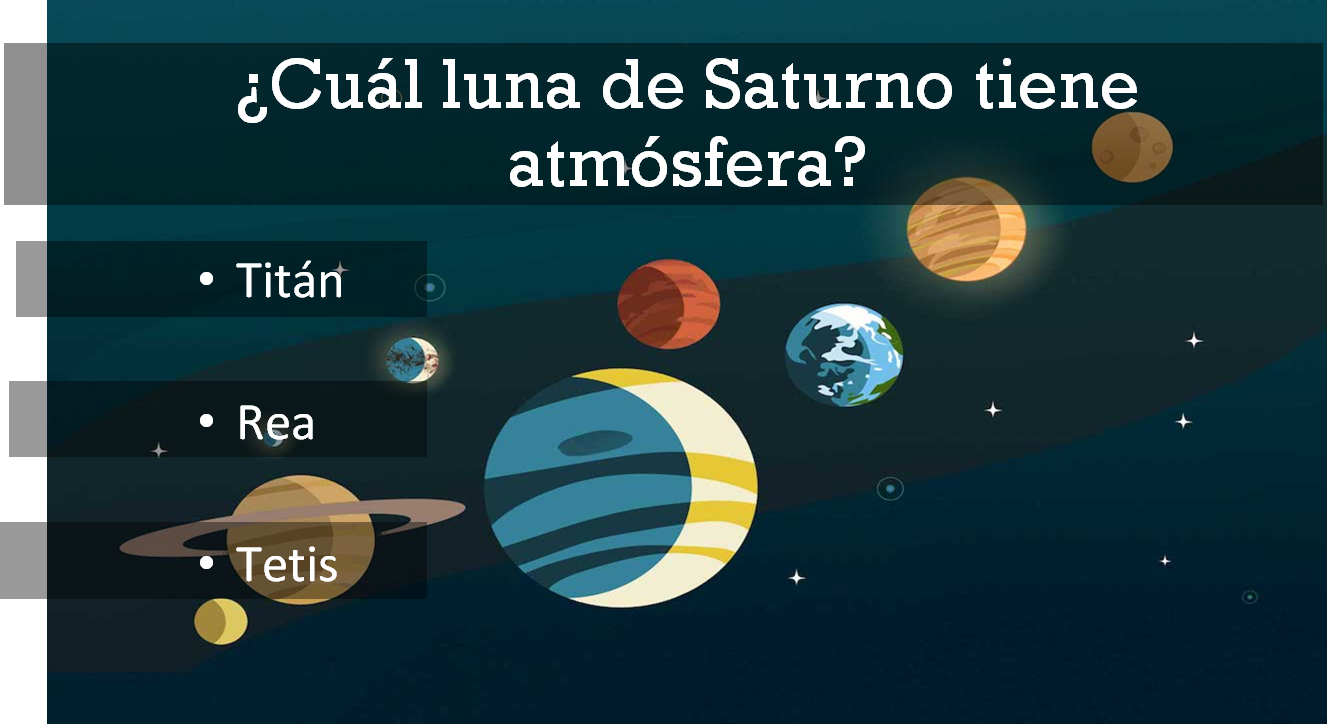 ¿Cuál luna de Saturno tiene
atmósfera?
• Titán
• Rea
• Tetis